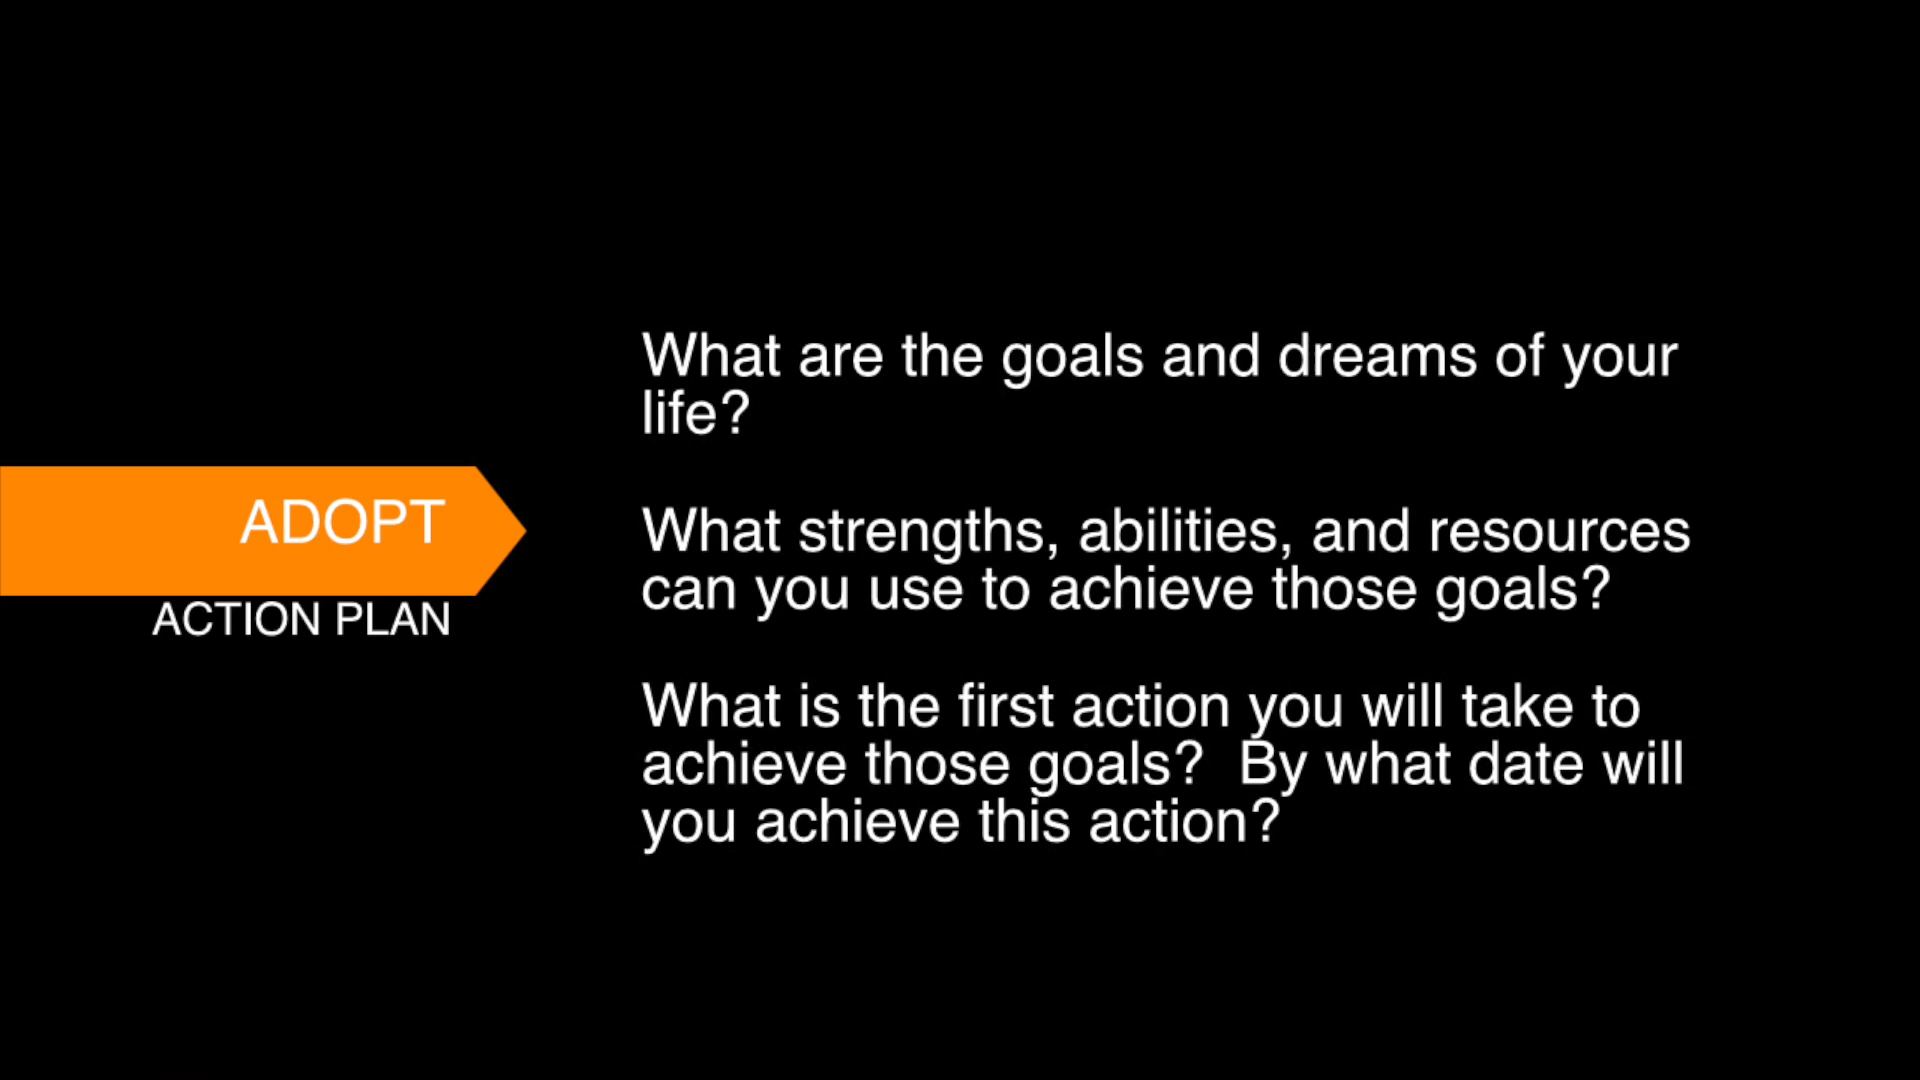 ADOPT
ACTION PLAN
What are the goals and dreams of your
life?
What strengths, abilities, and resources
can you use to achieve those goals?
What is the first action you will take to
achieve those goals?  By what date will
you achieve this action?